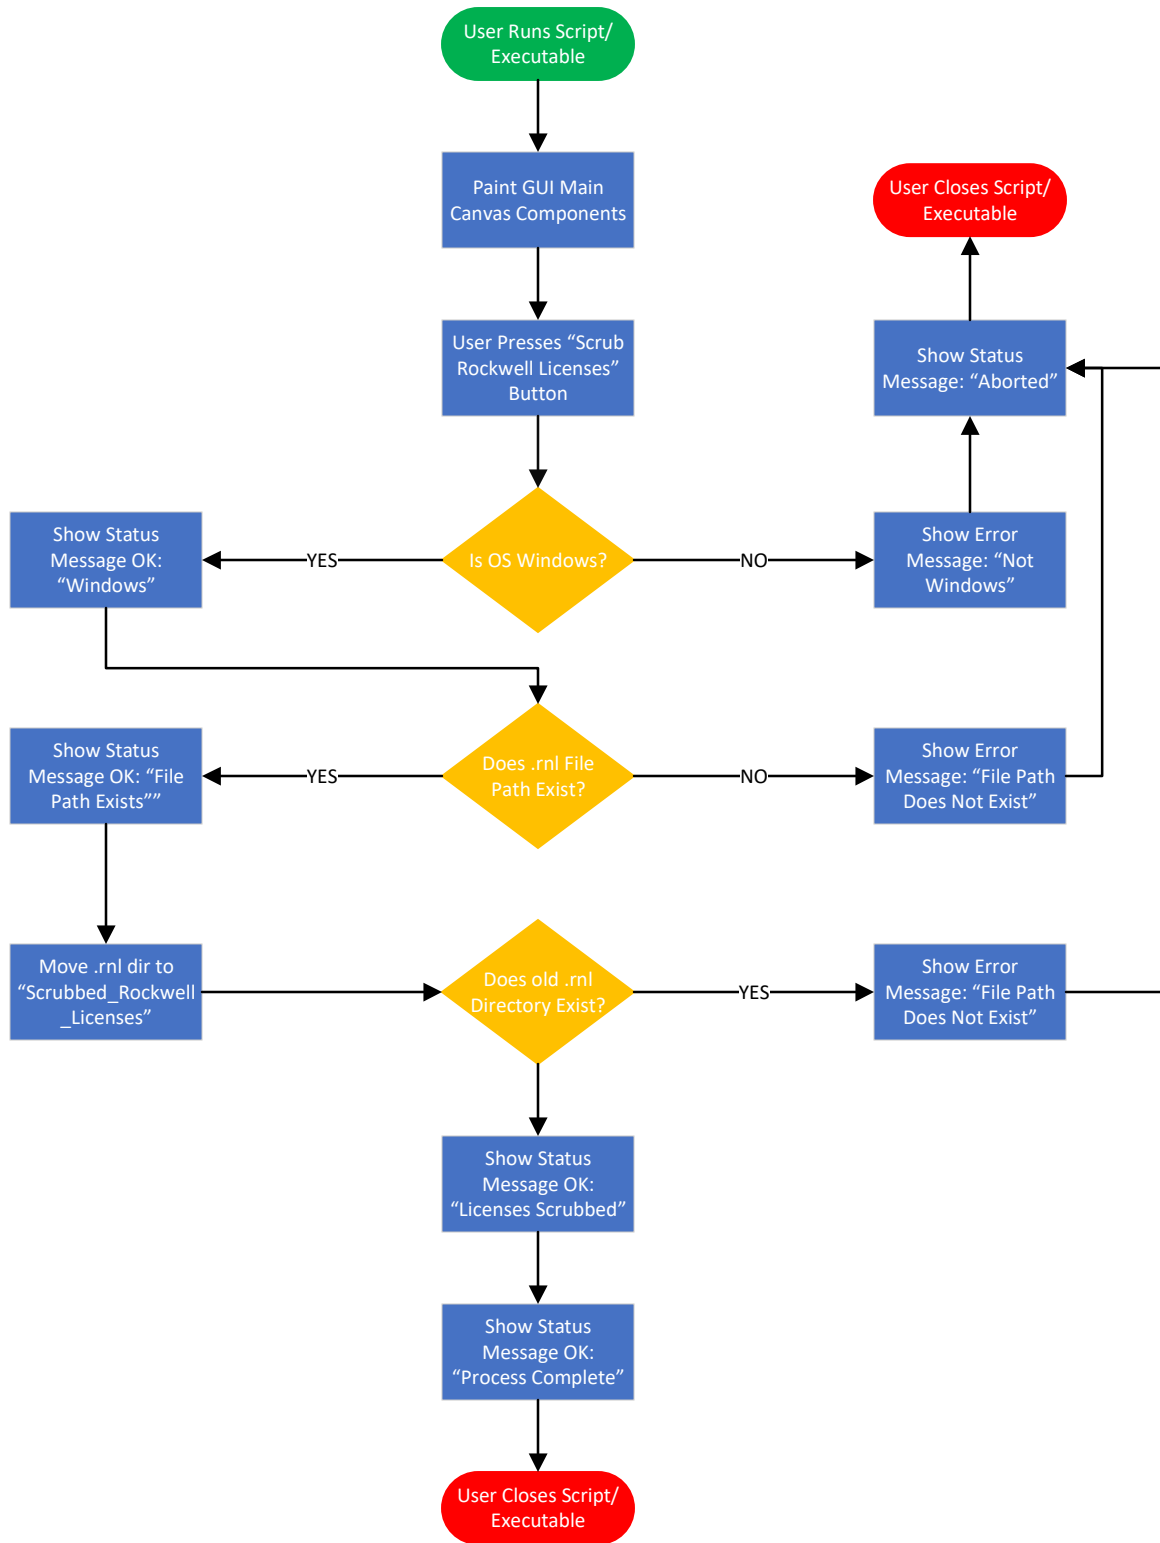 User Runs Script/
Executable
Paint GUI Main
Canvas Components
User Closes Script/
Executable
User Presses “Scrub
Rockwell Licenses”
Button
Show Status
Message: “Aborted”
Show Status
Message OK:
“Windows”
YES
Is OS Windows?
NO
Show Error
Message: “Not
Windows”
Show Status
Message OK: “File
Path Exists””
YES
Does .rnl File
Path Exist?
NO
Show Error
Message: “File Path
Does Not Exist”
Move .rnl dir to
“Scrubbed_Rockwell
_Licenses”
Does old .rnl
Directory Exist?
YES
Show Error
Message: “File Path
Does Not Exist”
Show Status
Message OK:
“Licenses Scrubbed”
Show Status
Message OK:
“Process Complete”
User Closes Script/
Executable